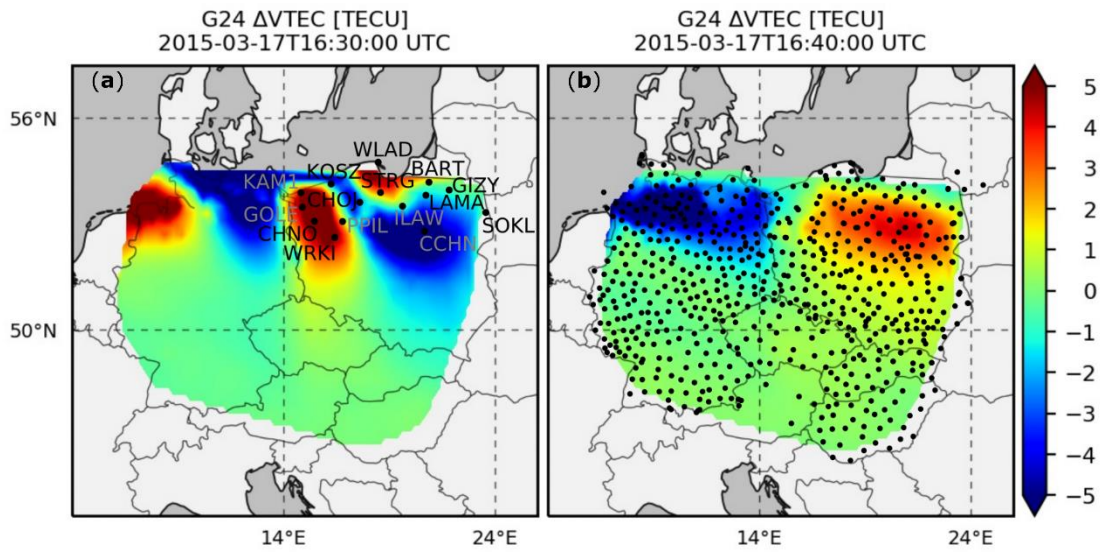 G24 ΔVTEC [TECU]
2015-03-17T16:30:00 UTC
G24 ΔVTEC [TECU]
2015-03-17T16:40:00 UTC
(a)
(b)
56°N
50°N
14°E
24°E
14°E
24°E
WLAD
KOSZ
BART
KAM1
STRG
GIZY
CHOJ
LAMA
GOLE
PPIL
ILAW
SOKL
CHNO
CCHN
WRKI
5
4
3
2
1
0
−1
−2
−3
−4
−5